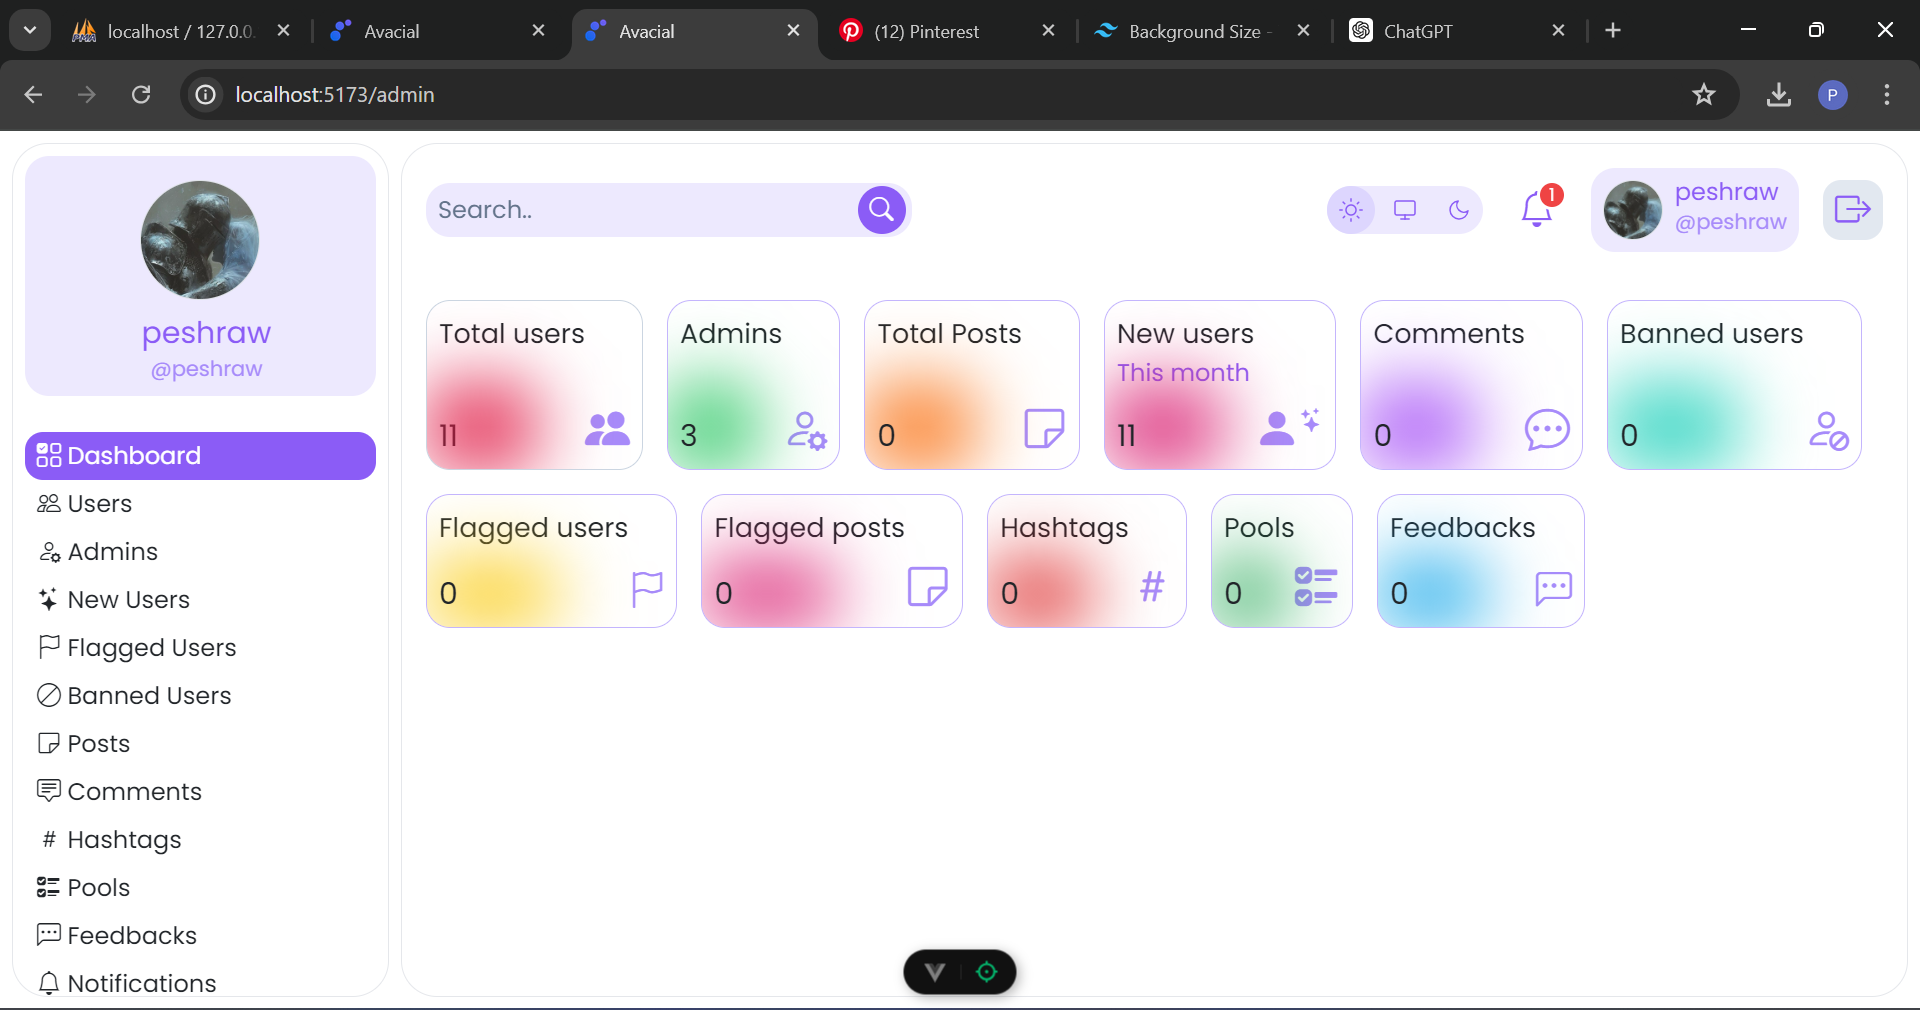 localhost / 127.0.0.
Avacial
Avacial
(12) Pinterest
Background Size -
ChatGPT
localhost:5173/admin
P
peshraw
@peshraw
Dashboard
Users
Admins
New Users
Flagged Users
Banned Users
Posts
Comments
# Hashtags
Pools
Feedbacks
Notifications
Search..
1
peshraw
@peshraw
Total users
11
Admins
3
Total Posts
0
New users
This month
11
Comments
0
Banned users
0
Flagged users
0
Flagged posts
0
Hashtags
0 #
Pools
0
Feedbacks
0